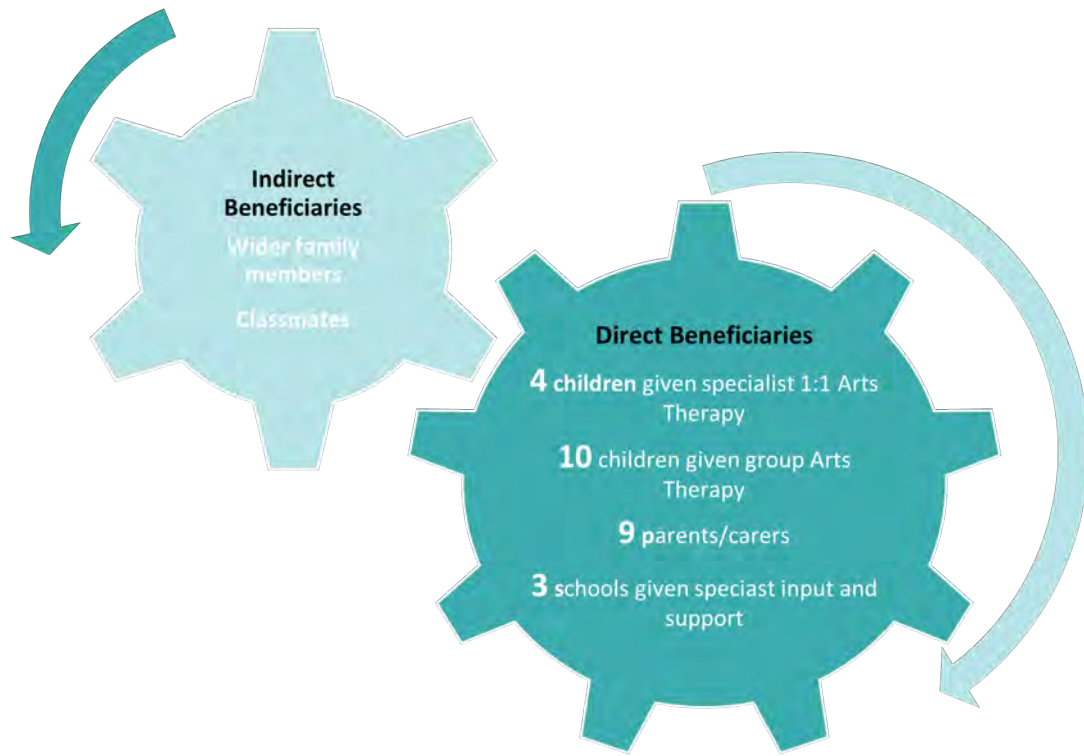 Indirect
Beneficiaries
Wider family
members
Classmates
Direct Beneficiaries
4 children given specialist 1:1 Arts
Therapy
10 children given group Arts
Therapy
9 parents/carers
3 schools given speciast input and
support